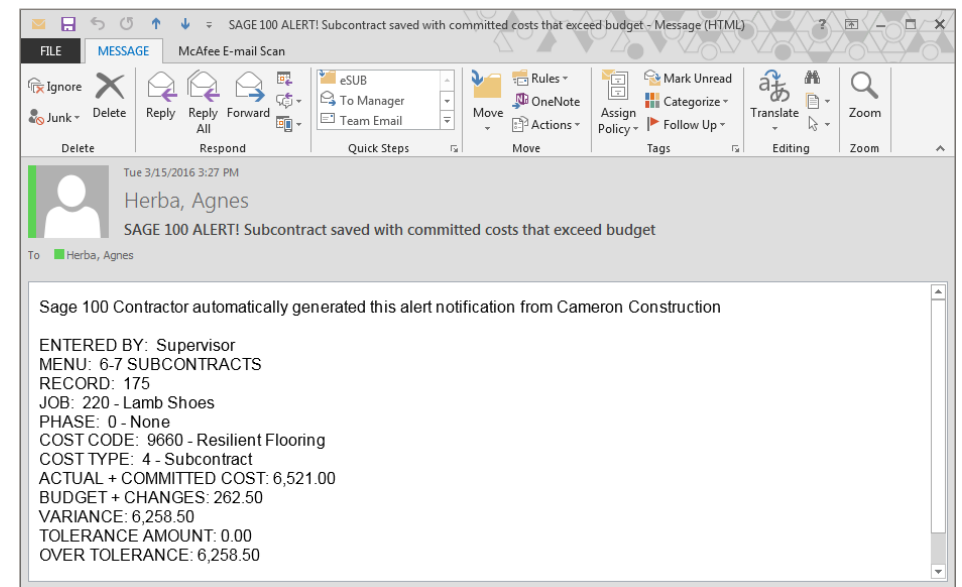 SAGE 100 ALERT! Subcontract saved with committed costs that exceed budget - Message (HTML)
?
FILE MESSAGE McAfee E-mail Scan
Ignore
Junk
Delete
Reply
Reply All
Forward
eSUB
To Manager
Team Email
Move
Rules
OneNote
Actions
Assign Policy
Mark Unread
Categorize
Follow Up
Translate
Zoom
Delete Respond Quick Steps Move Tags Editing Zoom
Tue 3/15/2016 3:27 PM
Herba, Agnes
SAGE 100 ALERT! Subcontract saved with committed costs that exceed budget
To Herba, Agnes
Sage 100 Contractor automatically generated this alert notification from Cameron Construction
ENTERED BY: Supervisor
MENU: 6-7 SUBCONTRACTS
RECORD: 175
JOB: 220 - Lamb Shoes
PHASE: 0 - None
COST CODE: 9660 - Resilient Flooring
COST TYPE: 4 - Subcontract
ACTUAL + COMMITTED COST: 6,521.00
BUDGET + CHANGES: 262.50
VARIANCE: 6,258.50
TOLERANCE AMOUNT: 0.00
OVER TOLERANCE: 6,258.50